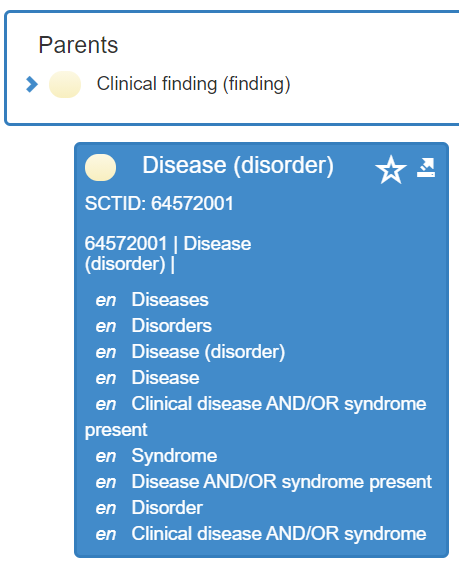 Parents
Clinical finding (finding)
Disease (disorder)
SCTID: 64572001
64572001 | Disease
(disorder) |
en Diseases
en Disorders
en Disease (disorder)
en Disease
en Clinical disease AND/OR syndrome
present
en Syndrome
en Disease AND/OR syndrome present
en Disorder
en Clinical disease AND/OR syndrome